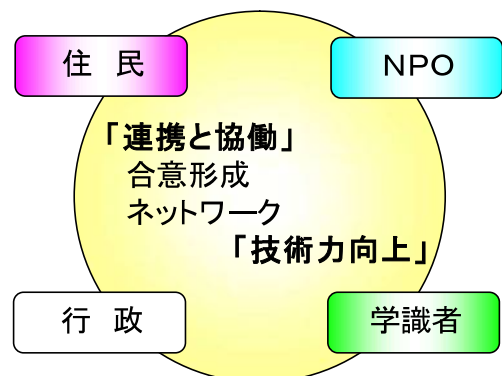 住 民
NPO
「連携と協働」
合意形成
ネットワーク
「技術力向上」
行 政
学識者